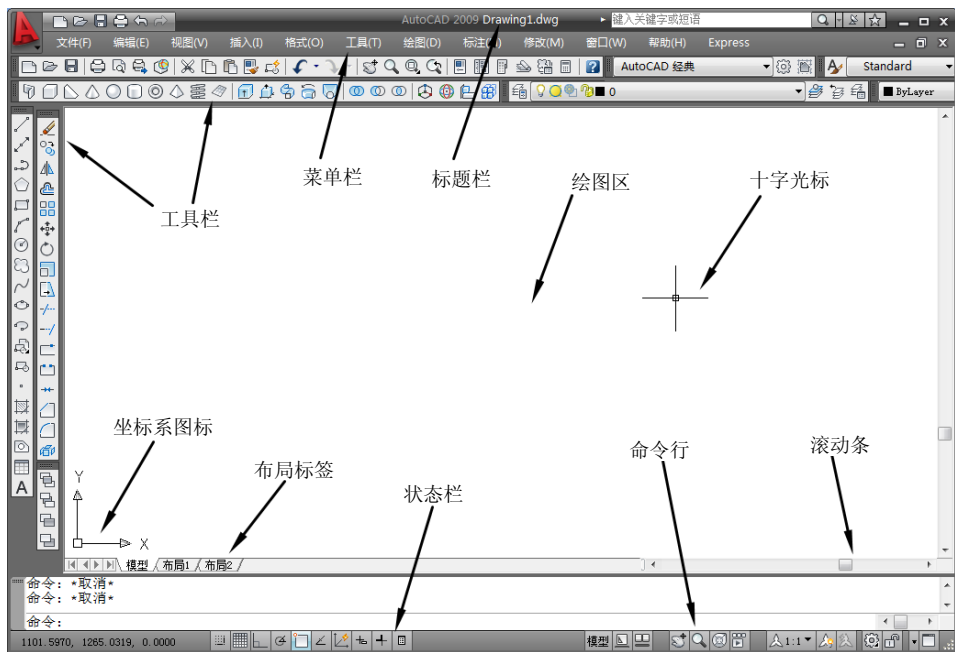 AutoCAD 2009 Drawing1.dwg
键入关键字或短语
文件(F) 编辑(E) 视图(V) 插入(I) 格式(O) 工具(T) 绘图(D) 标注(N) 修改(M) 窗口(W) 帮助(H) Express
AutoCAD 经典
Standard
0
ByLayer
菜单栏
标题栏
绘图区
十字光标
工具栏
坐标系图标
布局标签
状态栏
命令行
滚动条
A
Y
X
模型 布局1 布局2
命令: *取消*
命令: *取消*
命令:
1101.5970, 1265.0319, 0.0000
模型
1:1